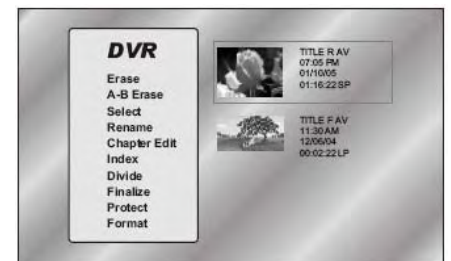 DVR
Erase
A-B Erase
Select
Rename
Chapter Edit
Index
Divide
Finalize
Protect
Format
TITLE R AV
07:05 PM
01/10/05
01:16:22 SP
TITLE F AV
11:30 AM
12/06/04
00:02:22 LP